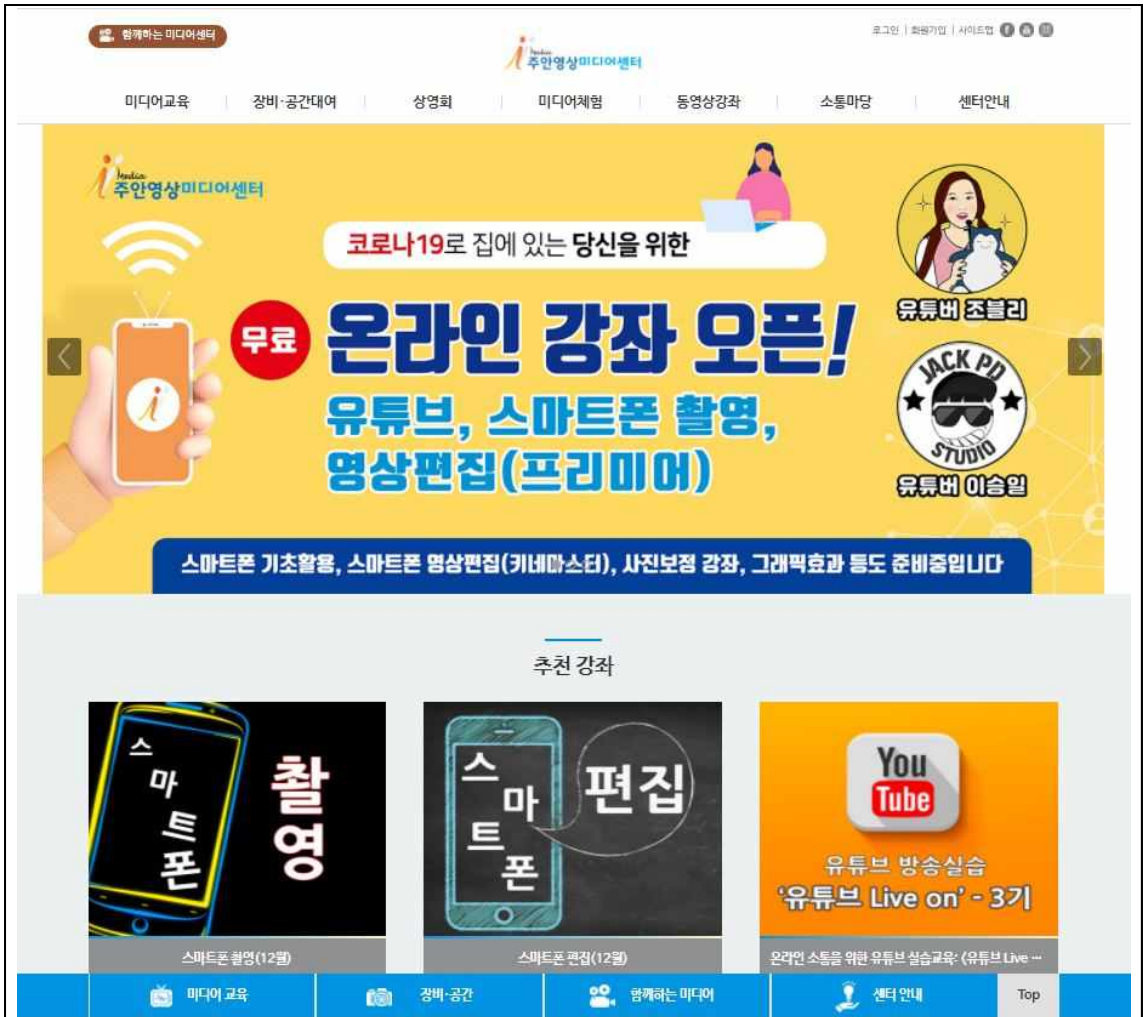 함께하는 미디어센터
로그인 | 회원가입 | 사이트맵
iMedia
주안영상미디어센터
미디어교육 장비·공간대여 상영회 미디어체험 동영상강좌 소통마당 센터안내
iMedia
주안영상미디어센터
코로나19로 집에 있는 당신을 위한
무료 온라인 강좌 오픈!
유튜브, 스마트폰 촬영,
영상편집(프리미어)
유튜버 조블리
JACK PD
STUDIO
유튜버 이승일
스마트폰 기초활용, 스마트폰 영상편집(키네마스터), 사진보정 강좌, 그래픽효과 등도 준비중입니다
추천 강좌
스마트폰
촬영
스마트폰
편집
You
Tube
유튜브 방송실습
'유튜브 Live on' - 3기
스마트폰 촬영(12월)
스마트폰 편집(12월)
온라인 소통을 위한 유튜브 실습교육: (유튜브 Live ···
미디어 교육 장비·공간 함께하는 미디어 센터 안내 Top